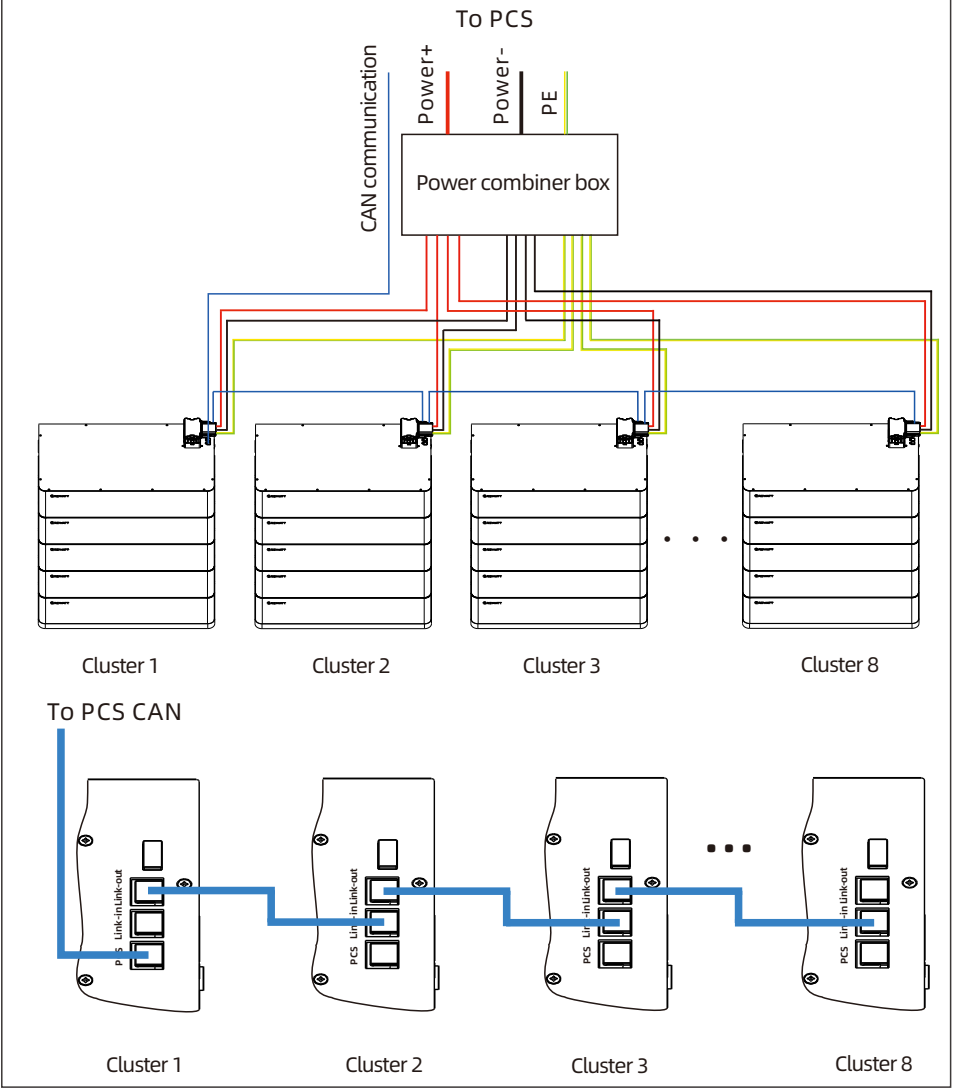 To PCS
CAN communication
Power+
Power-
PE
Power combiner box
Cluster 1
Cluster 2
Cluster 3
Cluster 8
To PCS CAN
PCS Link-in Link-out
PCS Link-in Link-out
PCS Link-in Link-out
PCS Link-in Link-out
Cluster 1
Cluster 2
Cluster 3
Cluster 8